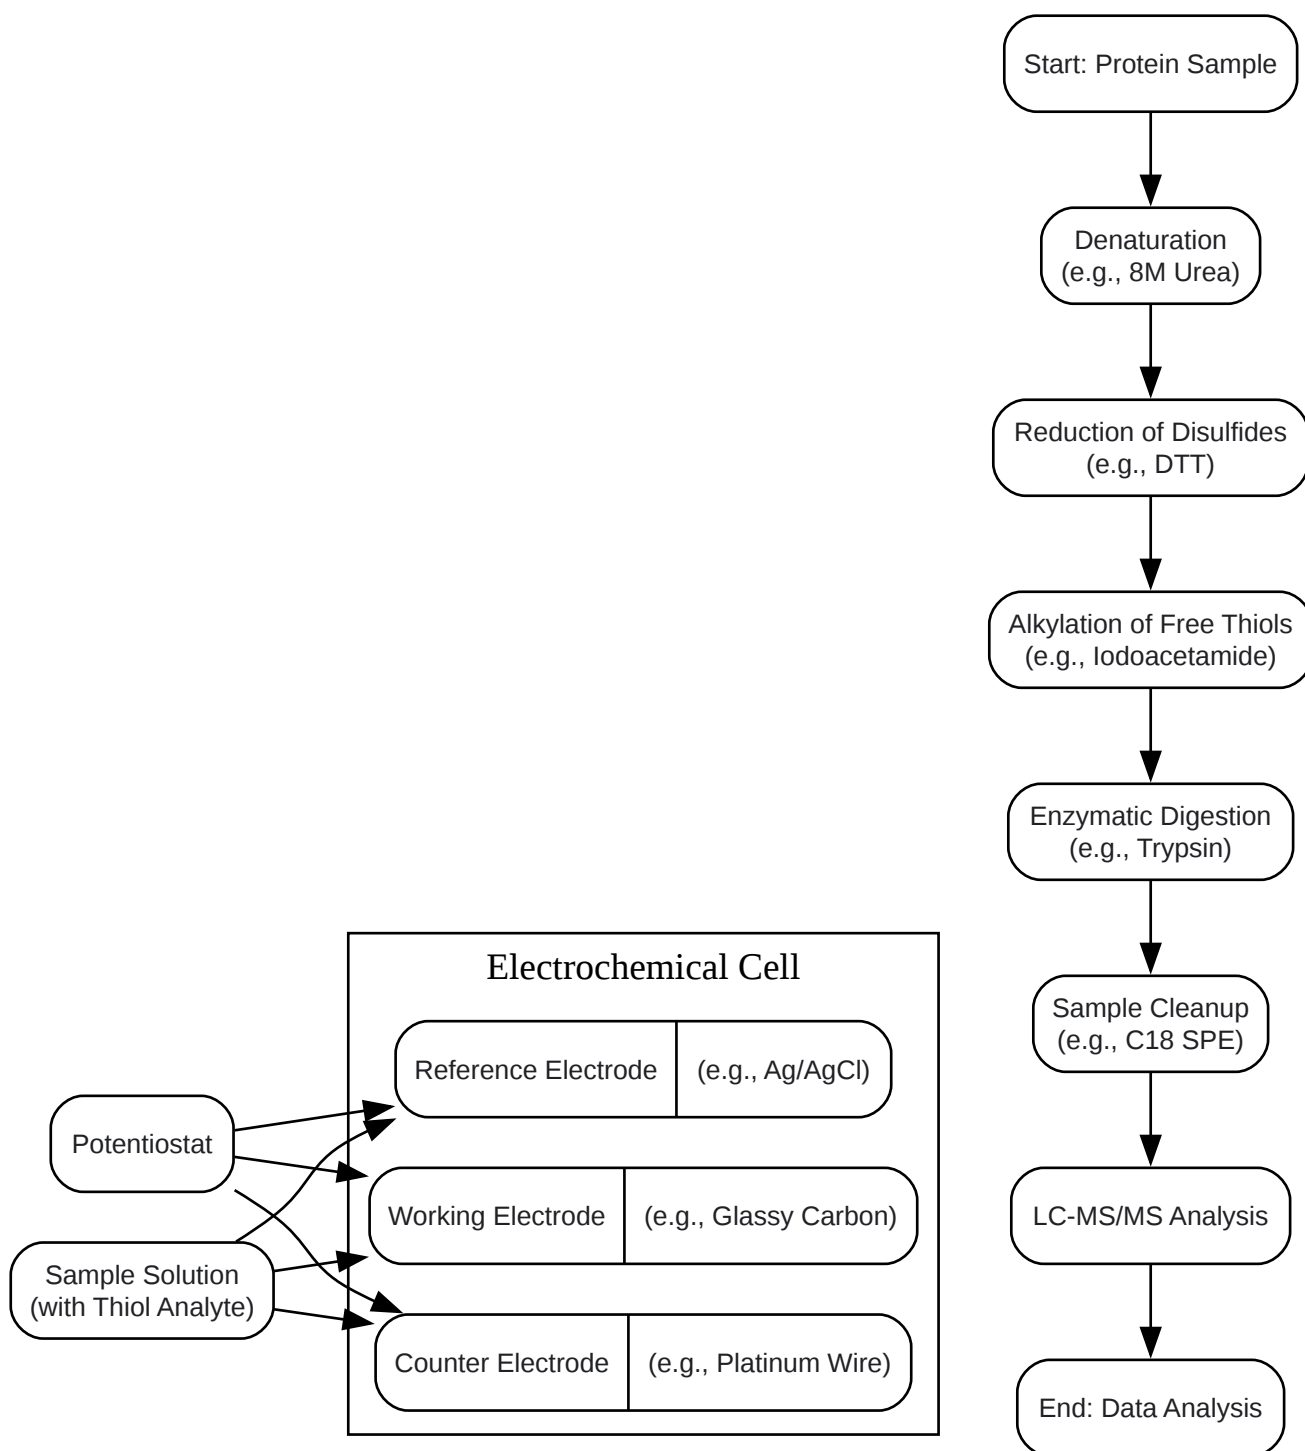 Start: Protein Sample
Denaturation
(e.g., 8M Urea)
Reduction of Disulfides
(e.g., DTT)
Alkylation of Free Thiols
(e.g., Iodoacetamide)
Enzymatic Digestion
(e.g., Trypsin)
Sample Cleanup
(e.g., C18 SPE)
LC-MS/MS Analysis
End: Data Analysis
Electrochemical Cell
Reference Electrode
(e.g., Ag/AgCl)
Working Electrode
(e.g., Glassy Carbon)
Counter Electrode
(e.g., Platinum Wire)
Potentiostat
Sample Solution
(with Thiol Analyte)